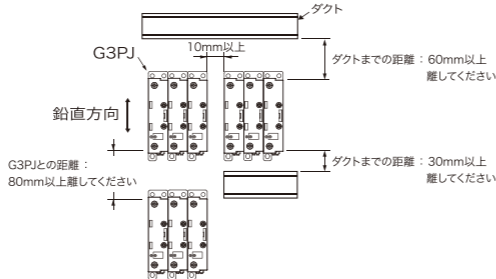 ダクト
G3PJ
10mm以上
ダクトまでの距離：60mm以上
離してください
鉛直方向
G3PJとの距離：
80mm以上離してください
ダクトまでの距離：30mm以上
離してください